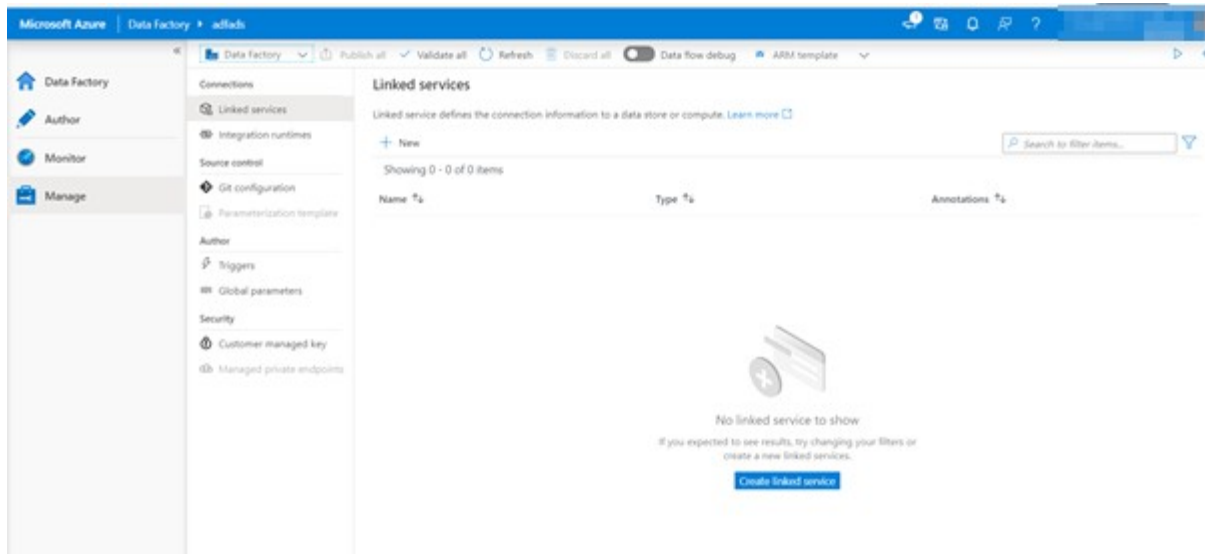 Microsoft Azure | Data Factory ▸ adfads
?
«
Data Factory
Author
Monitor
Manage
Data Factory Publish all Validate all Refresh Discard all Data flow debug ARM template
Connections
Linked services
Integration runtimes
Source control
Git configuration
Parameterization template
Author
Triggers
Global parameters
Security
Customer managed key
Managed private endpoints
Linked services
Linked service defines the connection information to a data store or compute. Learn more
+ New
Search to filter items...
Showing 0 - 0 of 0 items
Name Type Annotations
No linked service to show
If you expected to see results, try changing your filters or
create a new linked services.
Create linked service